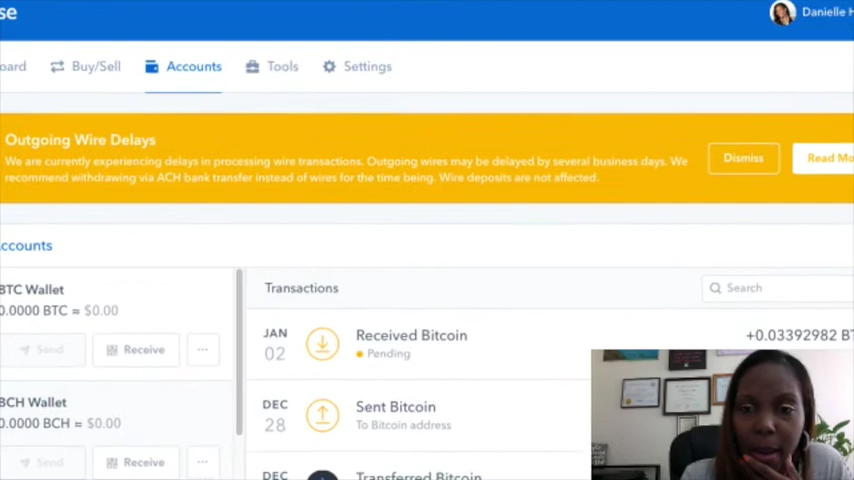 se
Danielle H
oard
Buy/Sell
Accounts
Tools
Settings
Outgoing Wire Delays
We are currently experiencing delays in processing wire transactions. Outgoing wires may be delayed by several business days. We
recommend withdrawing via ACH bank transfer instead of wires for the time being. Wire deposits are not affected.
Dismiss
Read Mo
ccounts
BTC Wallet
0.0000 BTC ≈ $0.00
Send
Receive
...
BCH Wallet
0.0000 BCH ≈ $0.00
Send
Receive
...
Transactions
Search
JAN
02
Received Bitcoin
Pending
+0.03392982 BT
DEC
28
Sent Bitcoin
To Bitcoin address
DEC
Transferred Bitcoin